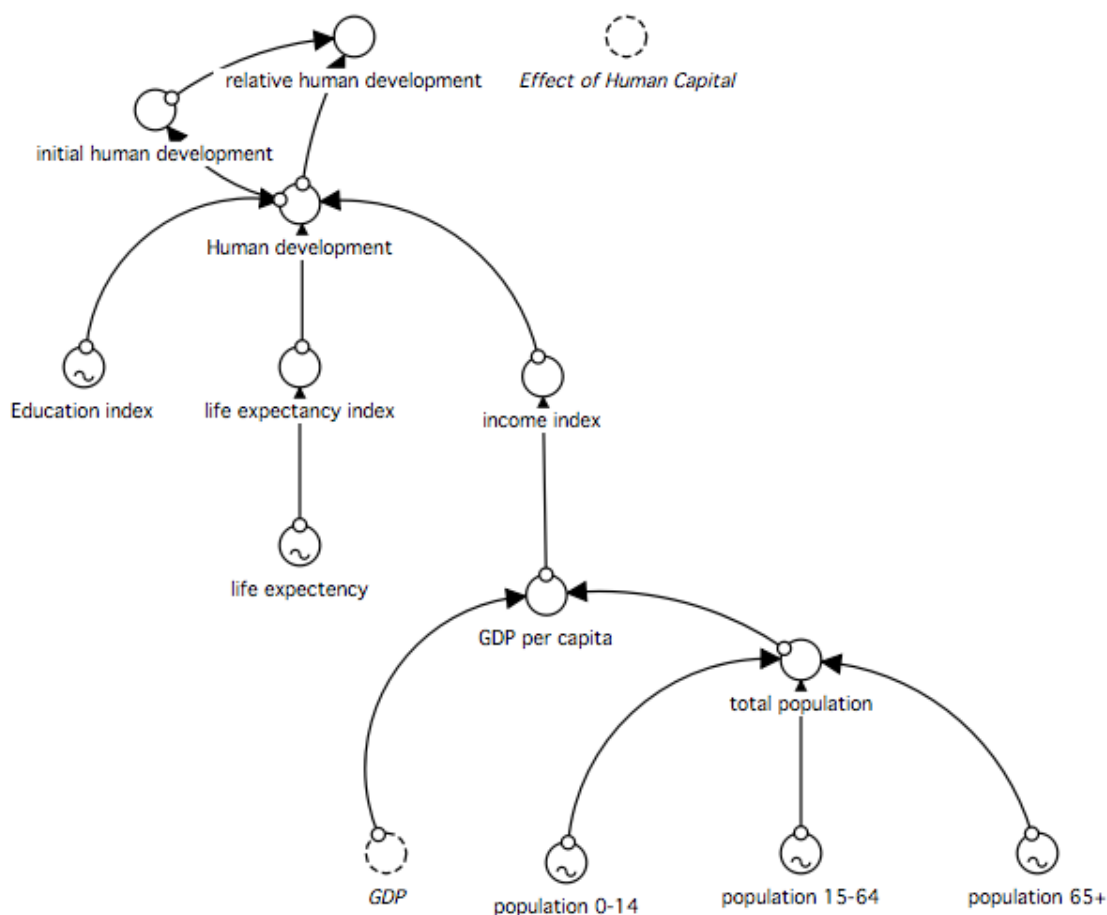 relative human development
Effect of Human Capital
initial human development
Human development
Education index
life expectancy index
income index
life expectency
GDP per capita
total population
GDP
population 0-14
population 15-64
population 65+